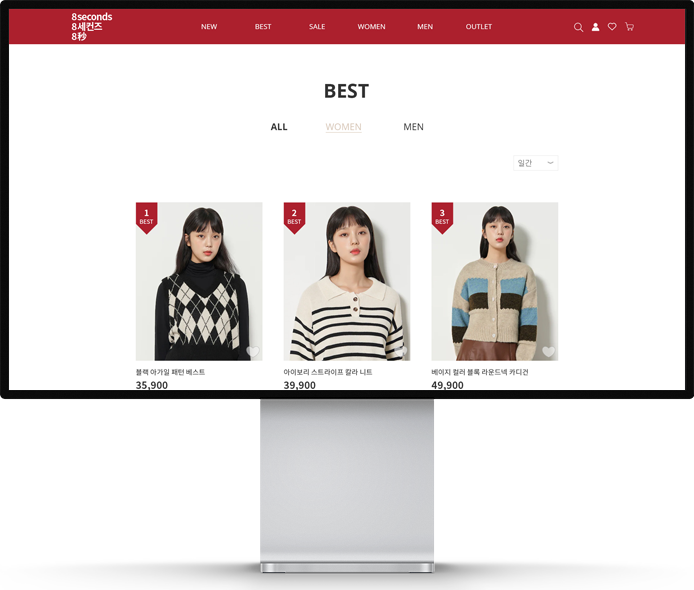 8seconds
8세컨즈
8秒
NEW BEST SALE WOMEN MEN OUTLET
BEST
ALL WOMEN MEN
일간
1 BEST
2 BEST
3 BEST
블랙 아가일 패턴 베스트
35,900
아이보리 스트라이프 칼라 니트
39,900
베이지 컬러 블록 라운드넥 카디건
49,900